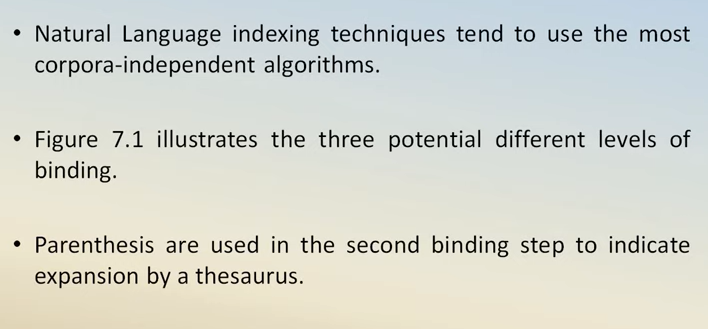 • Natural Language indexing techniques tend to use the most
corpora-independent algorithms.
• Figure 7.1 illustrates the three potential different levels of
binding.
• Parenthesis are used in the second binding step to indicate
expansion by a thesaurus.